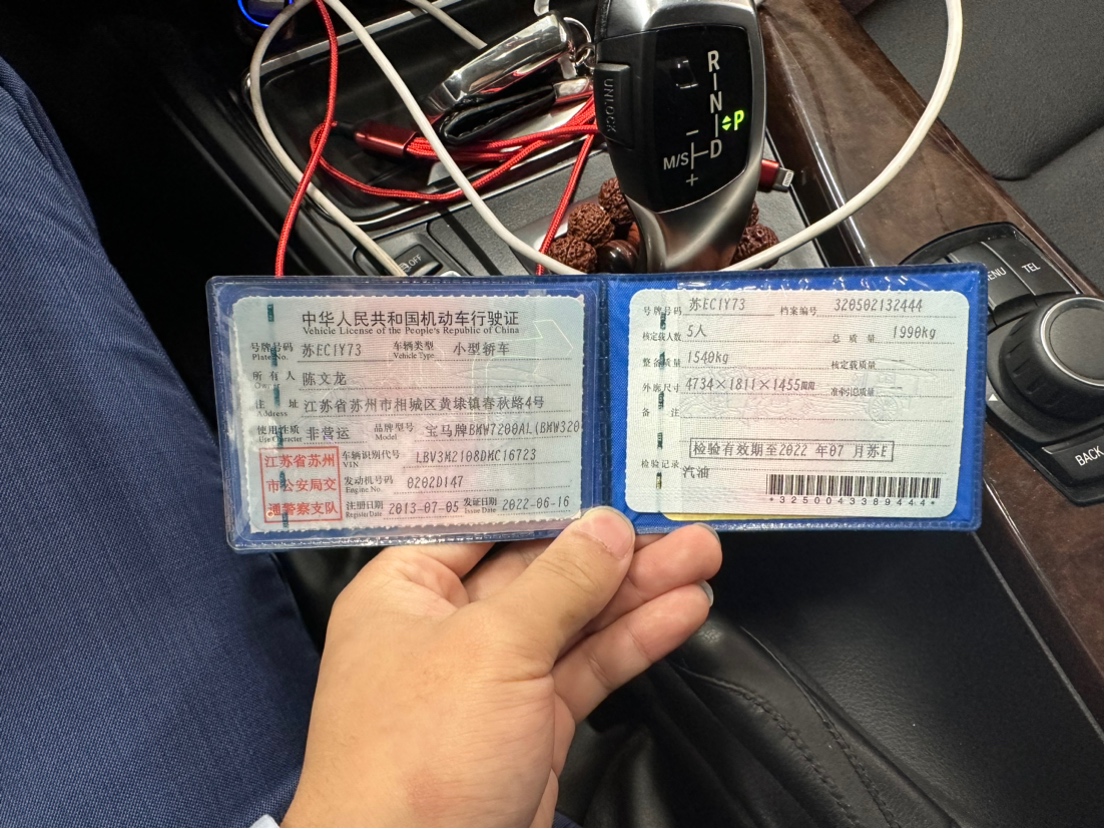 R
N
P
M/S
D
-
+
UNLOCK
OFF
MENU
TEL
BACK
中华人民共和国机动车行驶证
Vehicle License of the People's Republic of China
号牌号码 Plate No. 苏EC1Y73 车辆类型 Vehicle Type 小型轿车
所有人 Owner 陈文龙
住址 Address 江苏省苏州市相城区黄埭镇春秋路4号
使用性质 Use Character 非营运 品牌型号 Model 宝马牌BMW7200AL(BMW320
江苏省苏州
市公安局交
通警察支队
车辆识别代号 VIN LBV3M2108DMC16723
发动机号码 Engine No. 0202D147
注册日期 Register Date 2013-07-05 发证日期 Issue Date 2022-06-16
号牌号码 苏EC1Y73 档案编号 320502132444
核定载人数 5人 总质量 1990kg
整备质量 1540kg 核定载质量
外廓尺寸 4734×1811×1455 准牵引总质量
备注
检验有效期至2022 年07 月苏E
检验记录
汽油
*3250043389444*